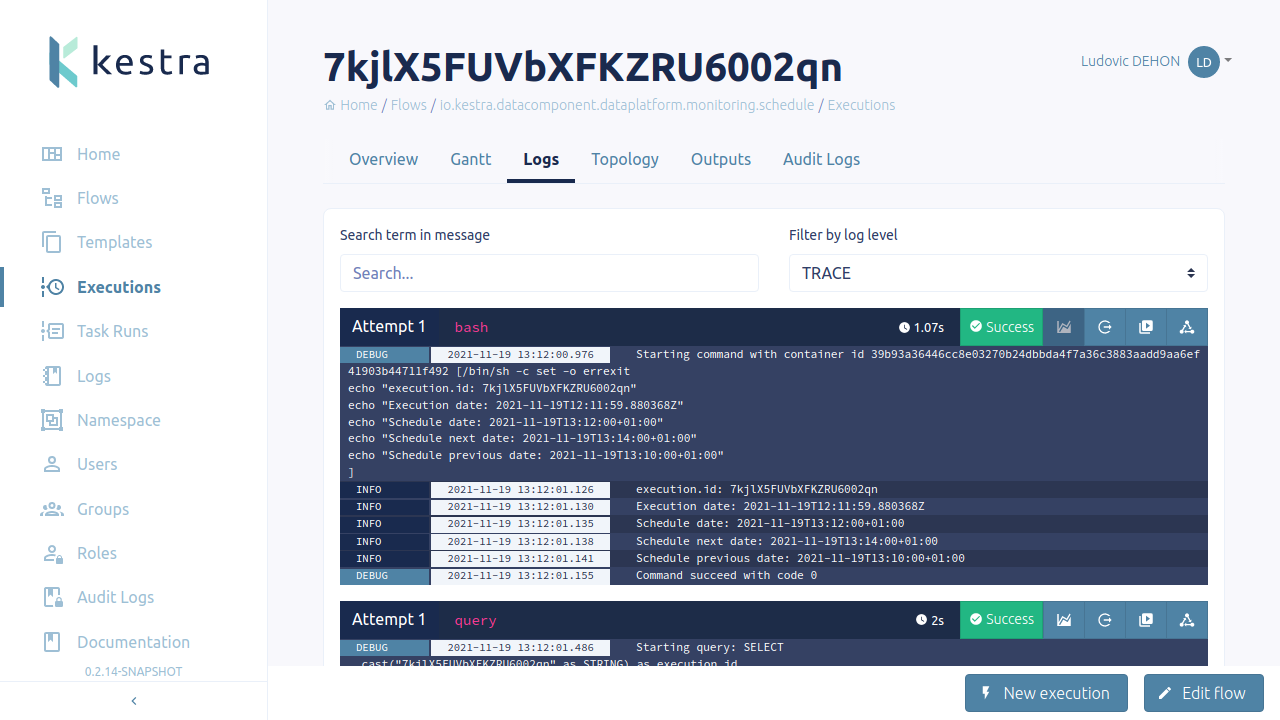 kestra
Home
Flows
Templates
Executions
Task Runs
Logs
Namespace
Users
Groups
Roles
Audit Logs
Documentation
0.2.14-SNAPSHOT
7kjlX5FUVbXFKZRU6002qn
Ludovic DEHON LD
Home / Flows / io.kestra.datacomponent.dataplatform.monitoring.schedule / Executions
Overview Gantt Logs Topology Outputs Audit Logs
Search term in message
Search...
Filter by log level
TRACE
Attempt 1 bash 1.07s Success
DEBUG 2021-11-19 13:12:00.976 Starting command with container id 39b93a36446cc8e03270b24dbbda4f7a36c3883aadd9aa6ef
41903b44711f492 [/bin/sh -c set -o errexit
echo "execution.id: 7kjlX5FUVbXFKZRU6002qn"
echo "Execution date: 2021-11-19T12:11:59.880368Z"
echo "Schedule date: 2021-11-19T13:12:00+01:00"
echo "Schedule next date: 2021-11-19T13:14:00+01:00"
echo "Schedule previous date: 2021-11-19T13:10:00+01:00"
]
INFO 2021-11-19 13:12:01.126 execution.id: 7kjlX5FUVbXFKZRU6002qn
INFO 2021-11-19 13:12:01.130 Execution date: 2021-11-19T12:11:59.880368Z
INFO 2021-11-19 13:12:01.135 Schedule date: 2021-11-19T13:12:00+01:00
INFO 2021-11-19 13:12:01.138 Schedule next date: 2021-11-19T13:14:00+01:00
INFO 2021-11-19 13:12:01.141 Schedule previous date: 2021-11-19T13:10:00+01:00
DEBUG 2021-11-19 13:12:01.155 Command succeed with code 0
Attempt 1 query 2s Success
DEBUG 2021-11-19 13:12:01.486 Starting query: SELECT
cast("7kjlX5FUVbXFKZRU6002qn" as STRING) as execution_id
New execution
Edit flow